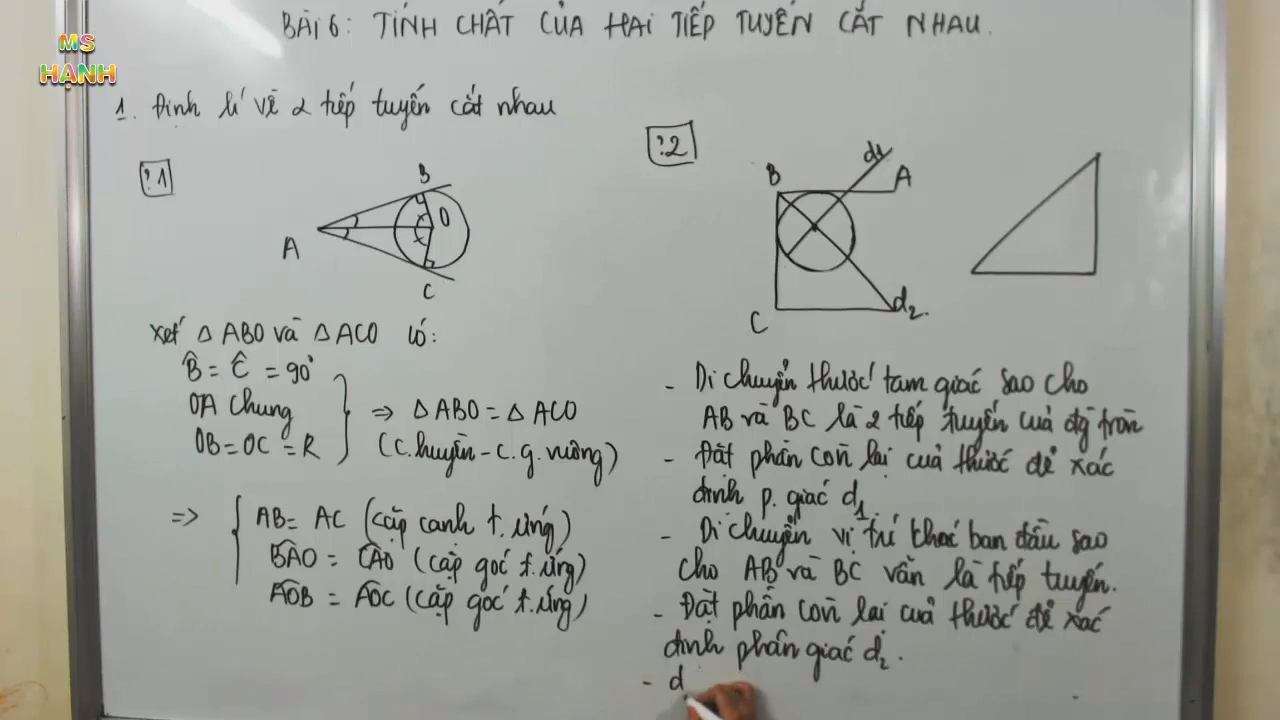 MS
HẠNH
BÀI 6: TÍNH CHẤT CỦA HAI TIẾP TUYẾN CẮT NHAU.
1. Định lí về 2 tiếp tuyến cắt nhau
?1
B
O
A
C
Xét △ ABO và △ ACO có:
B̂ = Ĉ = 90°
OA chung
OB = OC = R
=> △ ABO = △ ACO
(C. huyền - c. g. vuông)
=> AB = AC (cặp cạnh t. ứng)
BÂO = CÂO (cặp góc t. ứng)
AÔB = AÔC (cặp góc t. ứng)
?2
B
d1
A
C
d2.
- Di chuyển thước tam giác sao cho
AB và BC là 2 tiếp tuyến của đg tròn
- Đặt phần còn lại của thước để xác
định p. giác d1
- Di chuyển vị trí khác ban đầu sao
cho AB và BC vẫn là tiếp tuyến.
- Đặt phần còn lại của thước để xác
định phân giác d2.
- d